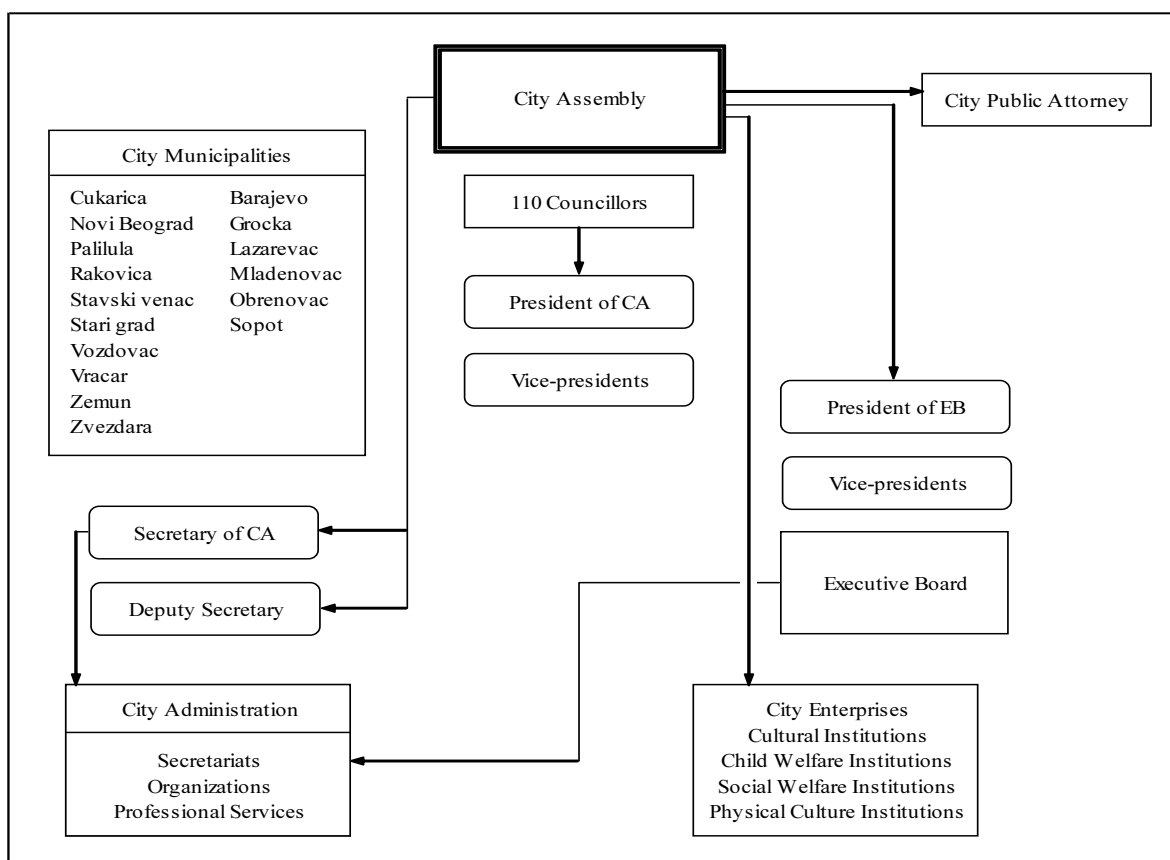 City Assembly
City Public Attorney
City Municipalities
Cukarica
Novi Beograd
Palilula
Rakovica
Stavski venac
Stari grad
Vozdovac
Vracar
Zemun
Zvezdara
Barajevo
Grocka
Lazarevac
Mladenovac
Obrenovac
Sopot
110 Councillors
President of CA
Vice-presidents
President of EB
Vice-presidents
Secretary of CA
Deputy Secretary
Executive Board
City Administration
Secretariats
Organizations
Professional Services
City Enterprises
Cultural Institutions
Child Welfare Institutions
Social Welfare Institutions
Physical Culture Institutions